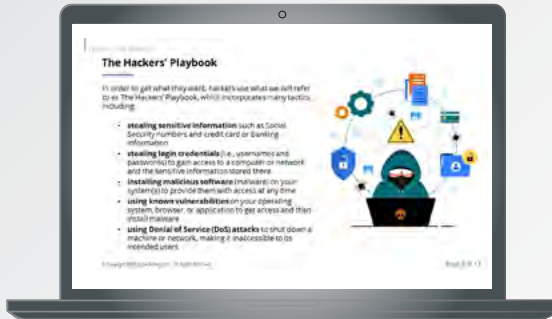 The Hackers' Playbook
In order to get what they want, hackers use what we will refer
to as The Hackers' Playbook, which incorporates many tactics,
including:
• stealing sensitive information such as Social
Security numbers and credit card or banking
information
• stealing login credentials (i.e., usernames and
passwords) to gain access to a computer or network
and the sensitive information stored there
• installing malicious software (malware) on your
system(s) to provide them with access at any time
• using known vulnerabilities on your operating
system, browser, or application to get access and then
install malware
• using Denial of Service (DoS) attacks to shut down a
machine or network, making it inaccessible to its
intended users